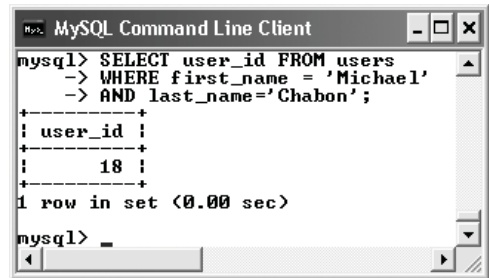 MySQL Command Line Client
mysql> SELECT user_id FROM users
    -> WHERE first_name = 'Michael'
    -> AND last_name='Chabon';
+---------+
| user_id |
+---------+
|      18 |
+---------+
1 row in set (0.00 sec)
mysql> _